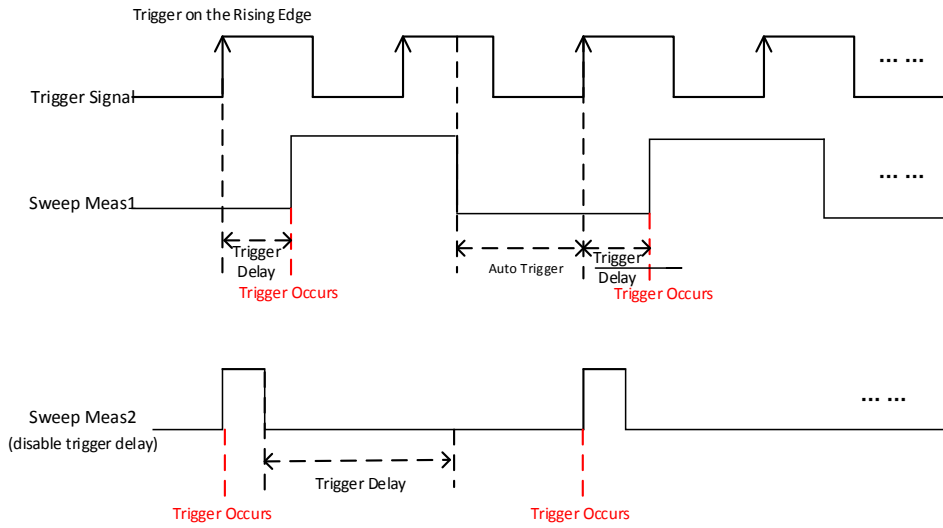 Trigger on the Rising Edge
... ...
Trigger Signal
... ...
Sweep Meas1
Trigger
Delay
Auto Trigger
Trigger
Delay
Trigger Occurs
Trigger Occurs
... ...
Sweep Meas2
(disable trigger delay)
Trigger Delay
Trigger Occurs
Trigger Occurs